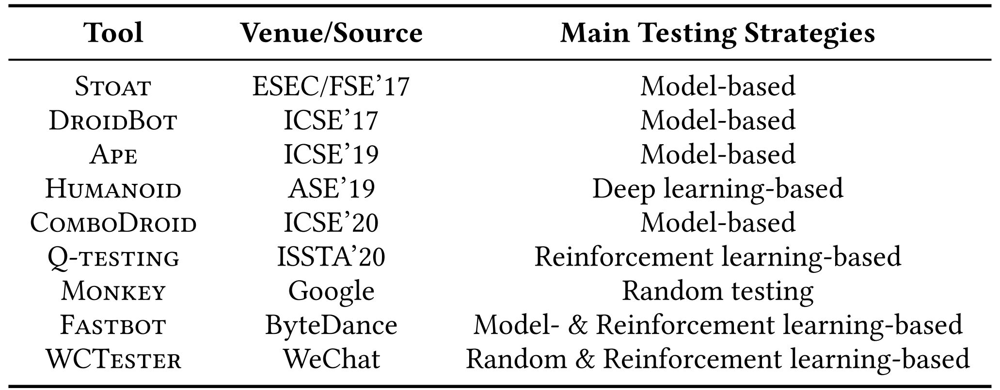 Tool Venue/Source Main Testing Strategies
Stoat ESEC/FSE’17 Model-based
DroidBot ICSE’17 Model-based
Ape ICSE’19 Model-based
Humanoid ASE’19 Deep learning-based
ComboDroid ICSE’20 Model-based
Q-testing ISSTA’20 Reinforcement learning-based
Monkey Google Random testing
Fastbot ByteDance Model- & Reinforcement learning-based
WCTester WeChat Random & Reinforcement learning-based